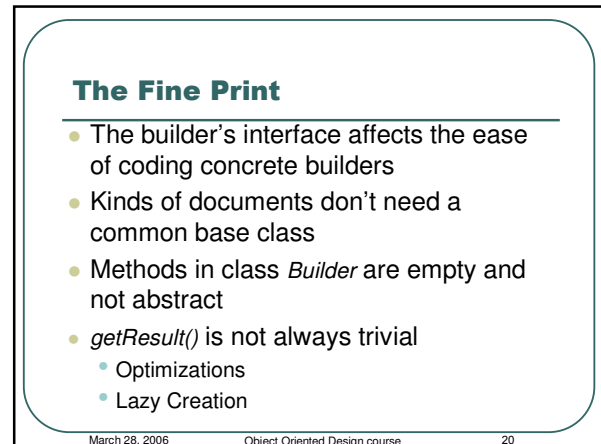 The Fine Print
The builder's interface affects the ease
of coding concrete builders
Kinds of documents don't need a
common base class
Methods in class Builder are empty and
not abstract
getResult() is not always trivial
Optimizations
Lazy Creation
March 28, 2006 Object Oriented Design course 20